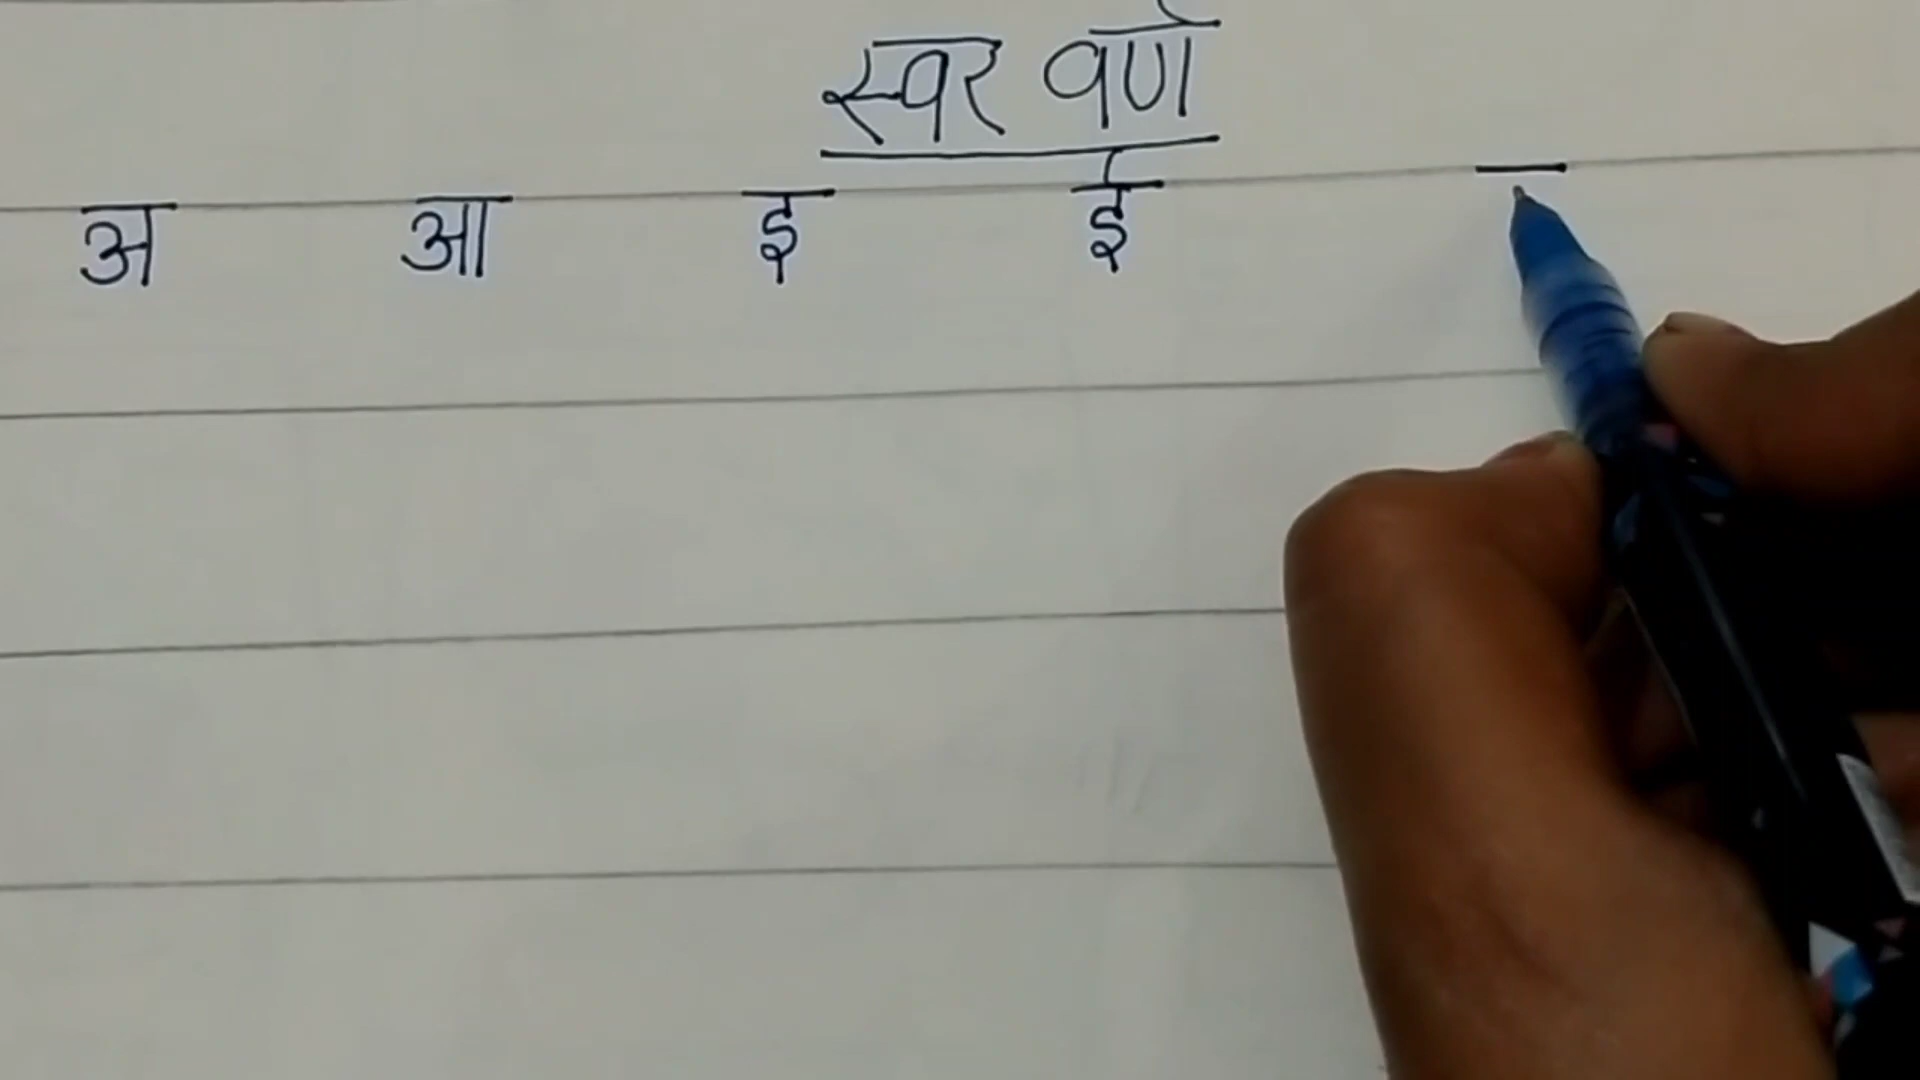 स्वर वर्ण
अ आ इ ई